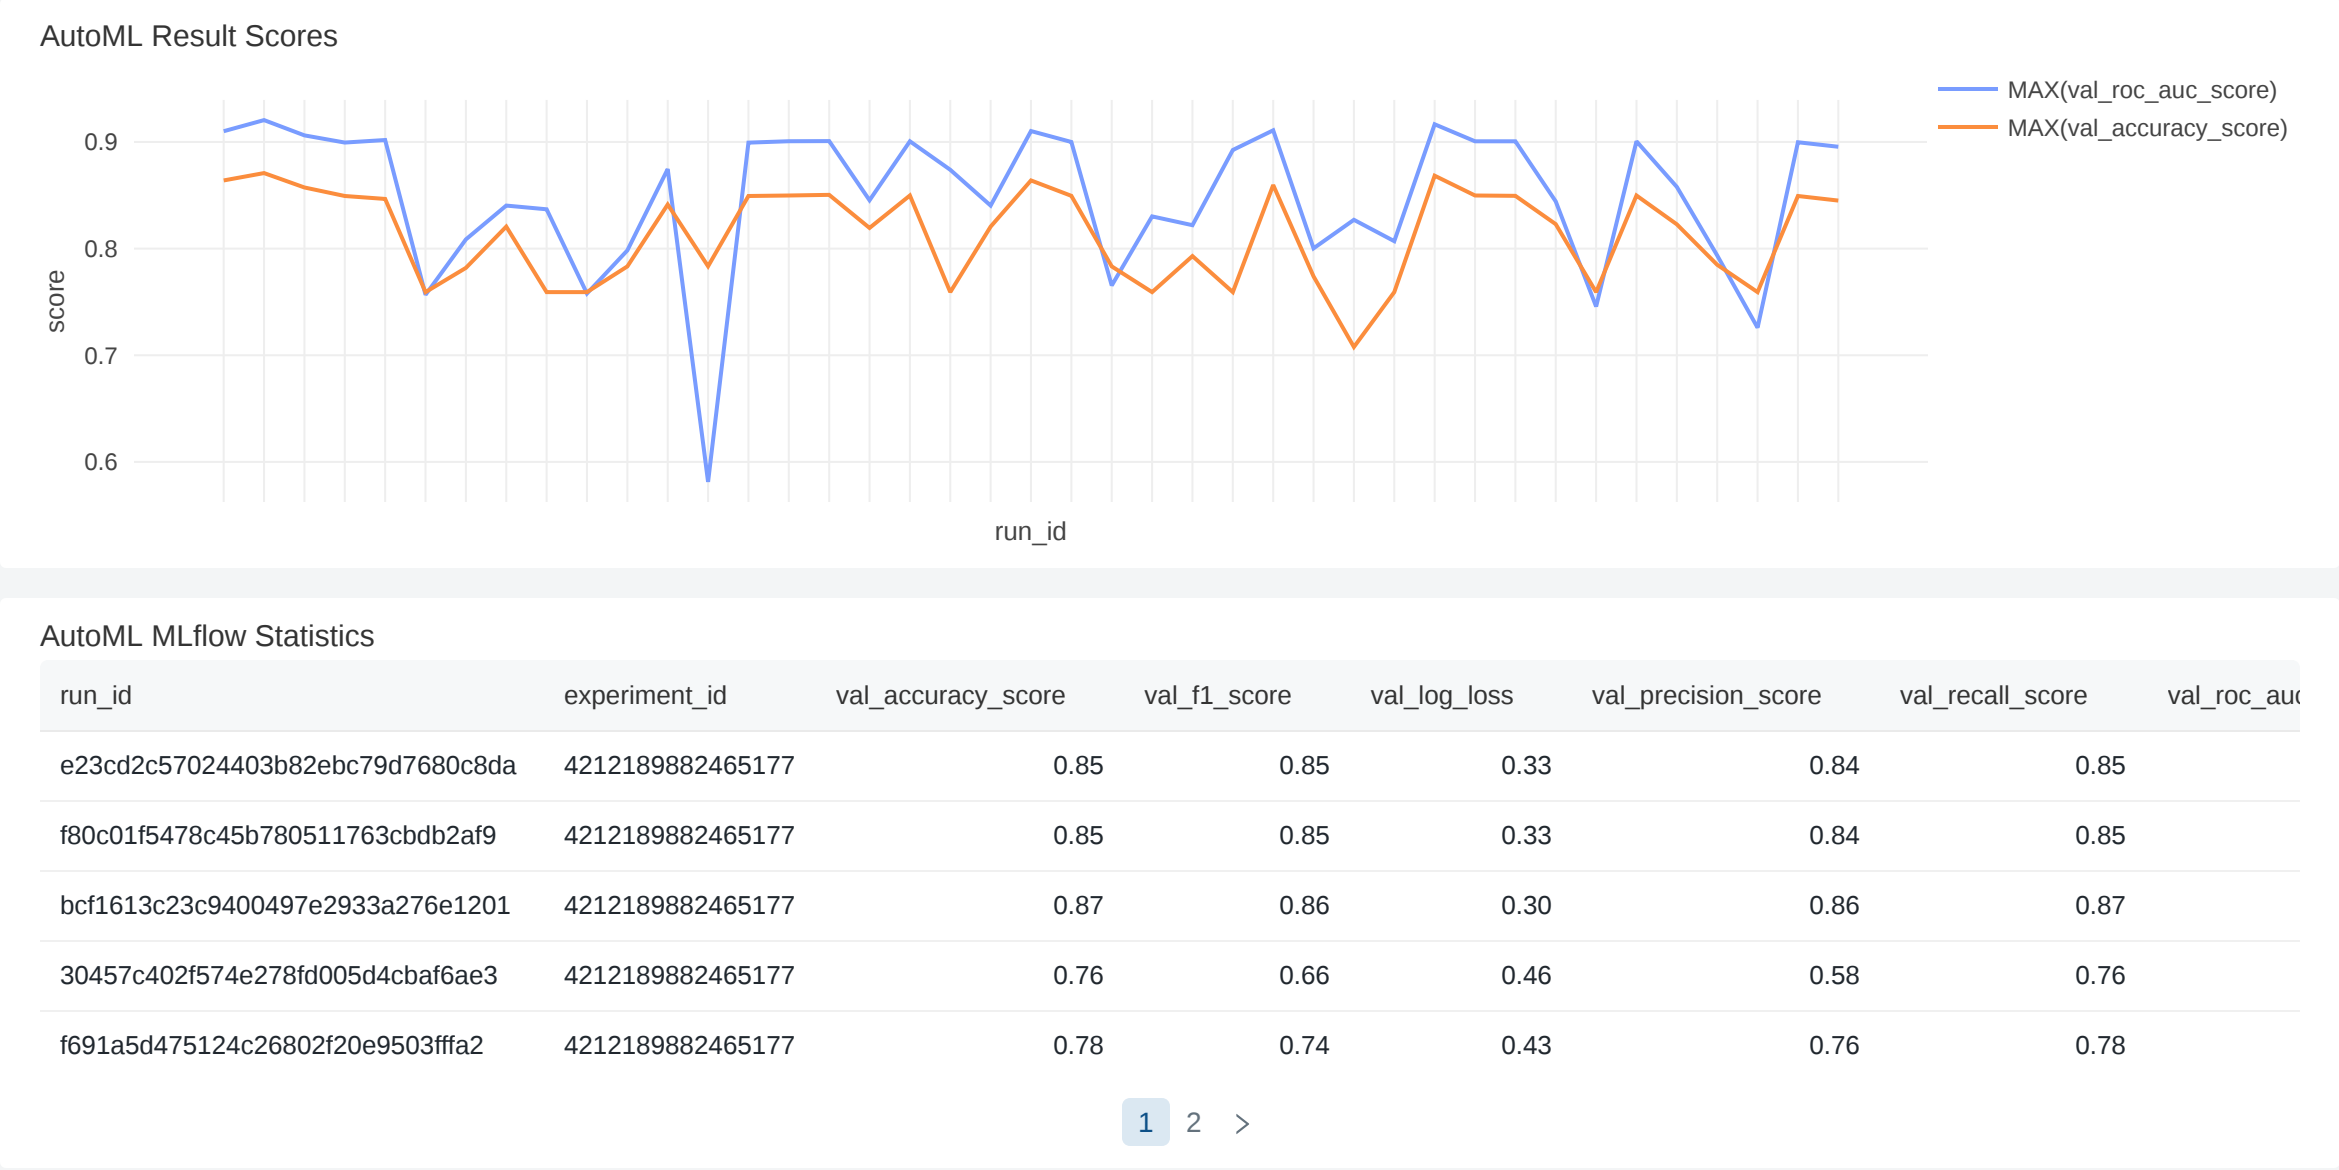 AutoML Result Scores
MAX(val_roc_auc_score)
MAX(val_accuracy_score)
0.9
0.8
0.7
0.6
score
run_id
AutoML MLflow Statistics
run_id experiment_id val_accuracy_score val_f1_score val_log_loss val_precision_score val_recall_score val_roc_auc
e23cd2c57024403b82ebc79d7680c8da 4212189882465177 0.85 0.85 0.33 0.84 0.85
f80c01f5478c45b780511763cbdb2af9 4212189882465177 0.85 0.85 0.33 0.84 0.85
bcf1613c23c9400497e2933a276e1201 4212189882465177 0.87 0.86 0.30 0.86 0.87
30457c402f574e278fd005d4cbaf6ae3 4212189882465177 0.76 0.66 0.46 0.58 0.76
f691a5d475124c26802f20e9503fffa2 4212189882465177 0.78 0.74 0.43 0.76 0.78
1 2 >